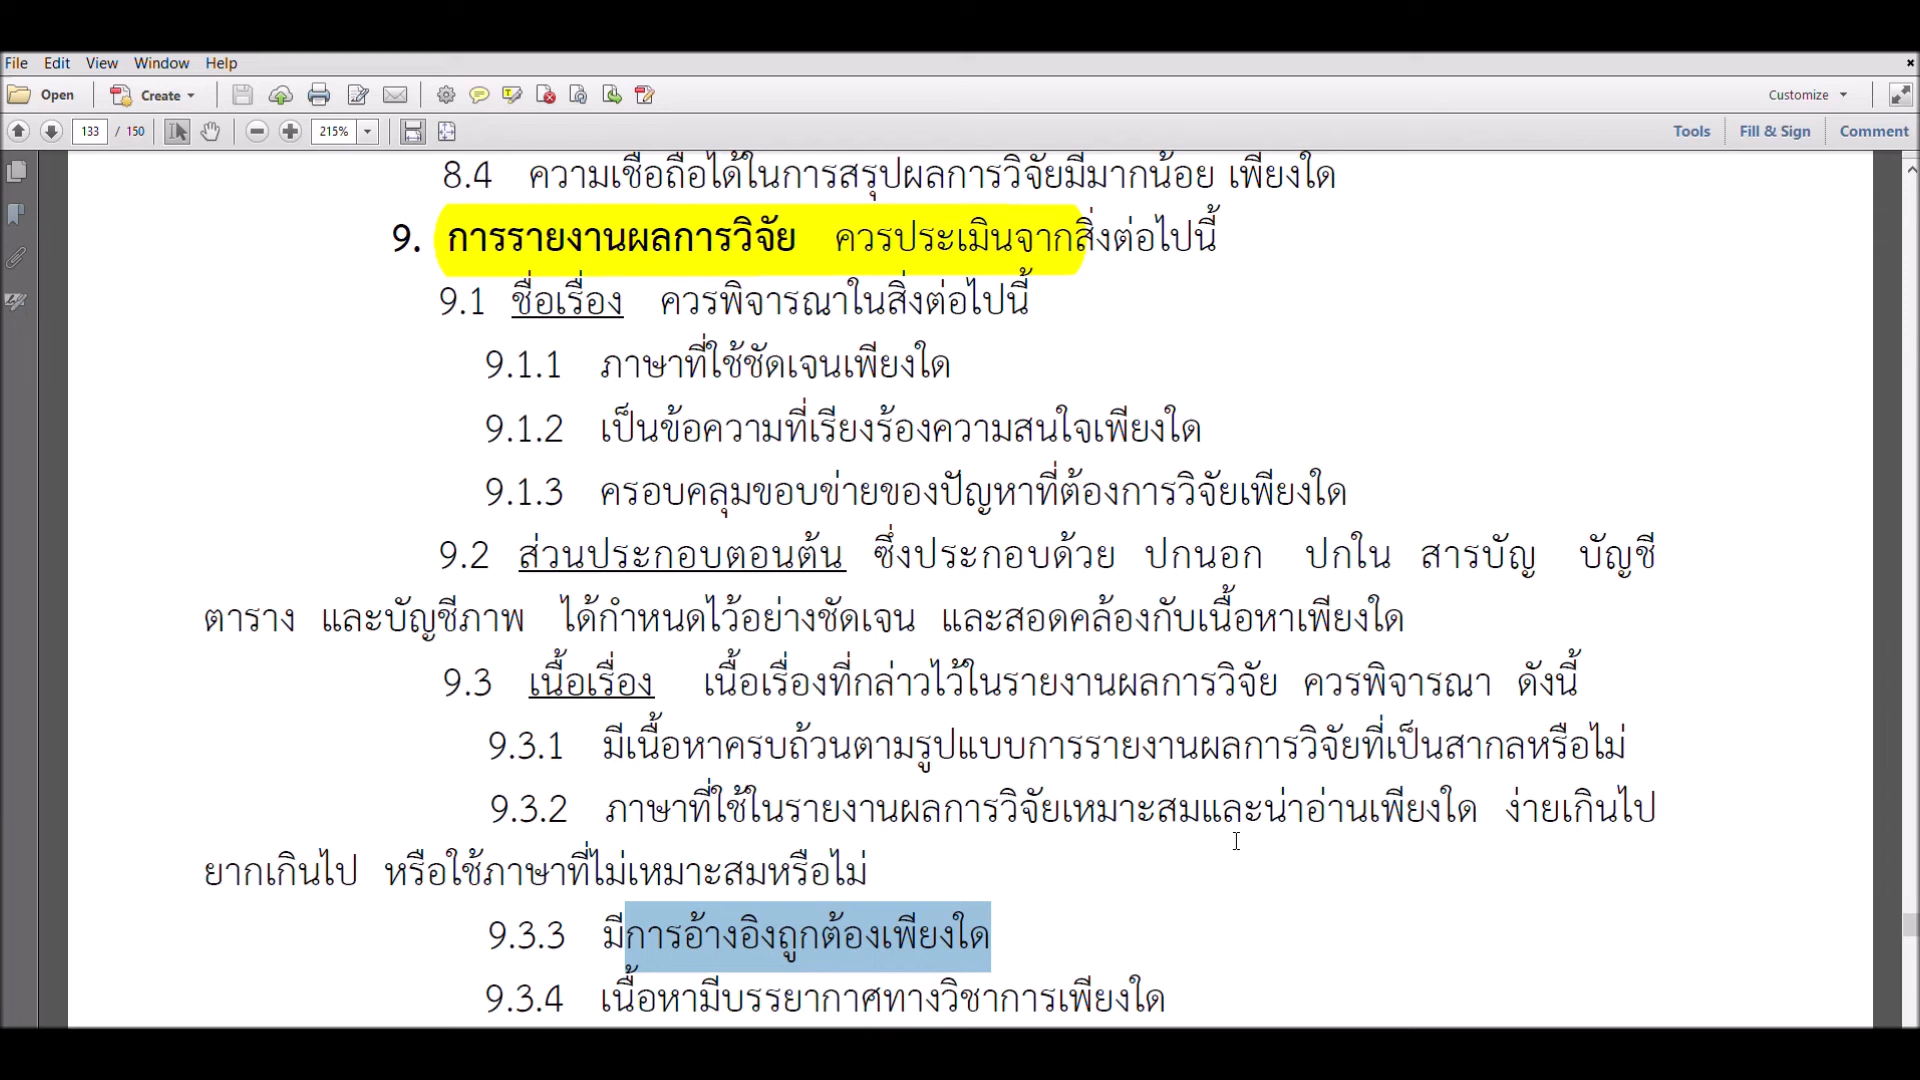 File Edit View Window Help
Open Create Customize
133 / 150 215% Tools Fill & Sign Comment
8.4 ความเชื่อถือได้ในการสรุปผลการวิจัยมีมากน้อย เพียงใด
9. การรายงานผลการวิจัย ควรประเมินจากสิ่งต่อไปนี้
9.1 ชื่อเรื่อง ควรพิจารณาในสิ่งต่อไปนี้
9.1.1 ภาษาที่ใช้ชัดเจนเพียงใด
9.1.2 เป็นข้อความที่เรียงร้องความสนใจเพียงใด
9.1.3 ครอบคลุมขอบข่ายของปัญหาที่ต้องการวิจัยเพียงใด
9.2 ส่วนประกอบตอนต้น ซึ่งประกอบด้วย ปกนอก ปกใน สารบัญ บัญชี
ตาราง และบัญชีภาพ ได้กำหนดไว้อย่างชัดเจน และสอดคล้องกับเนื้อหาเพียงใด
9.3 เนื้อเรื่อง เนื้อเรื่องที่กล่าวไว้ในรายงานผลการวิจัย ควรพิจารณา ดังนี้
9.3.1 มีเนื้อหาครบถ้วนตามรูปแบบการรายงานผลการวิจัยที่เป็นสากลหรือไม่
9.3.2 ภาษาที่ใช้ในรายงานผลการวิจัยเหมาะสมและน่าอ่านเพียงใด ง่ายเกินไป
ยากเกินไป หรือใช้ภาษาที่ไม่เหมาะสมหรือไม่
9.3.3 มีการอ้างอิงถูกต้องเพียงใด
9.3.4 เนื้อหามีบรรยากาศทางวิชาการเพียงใด